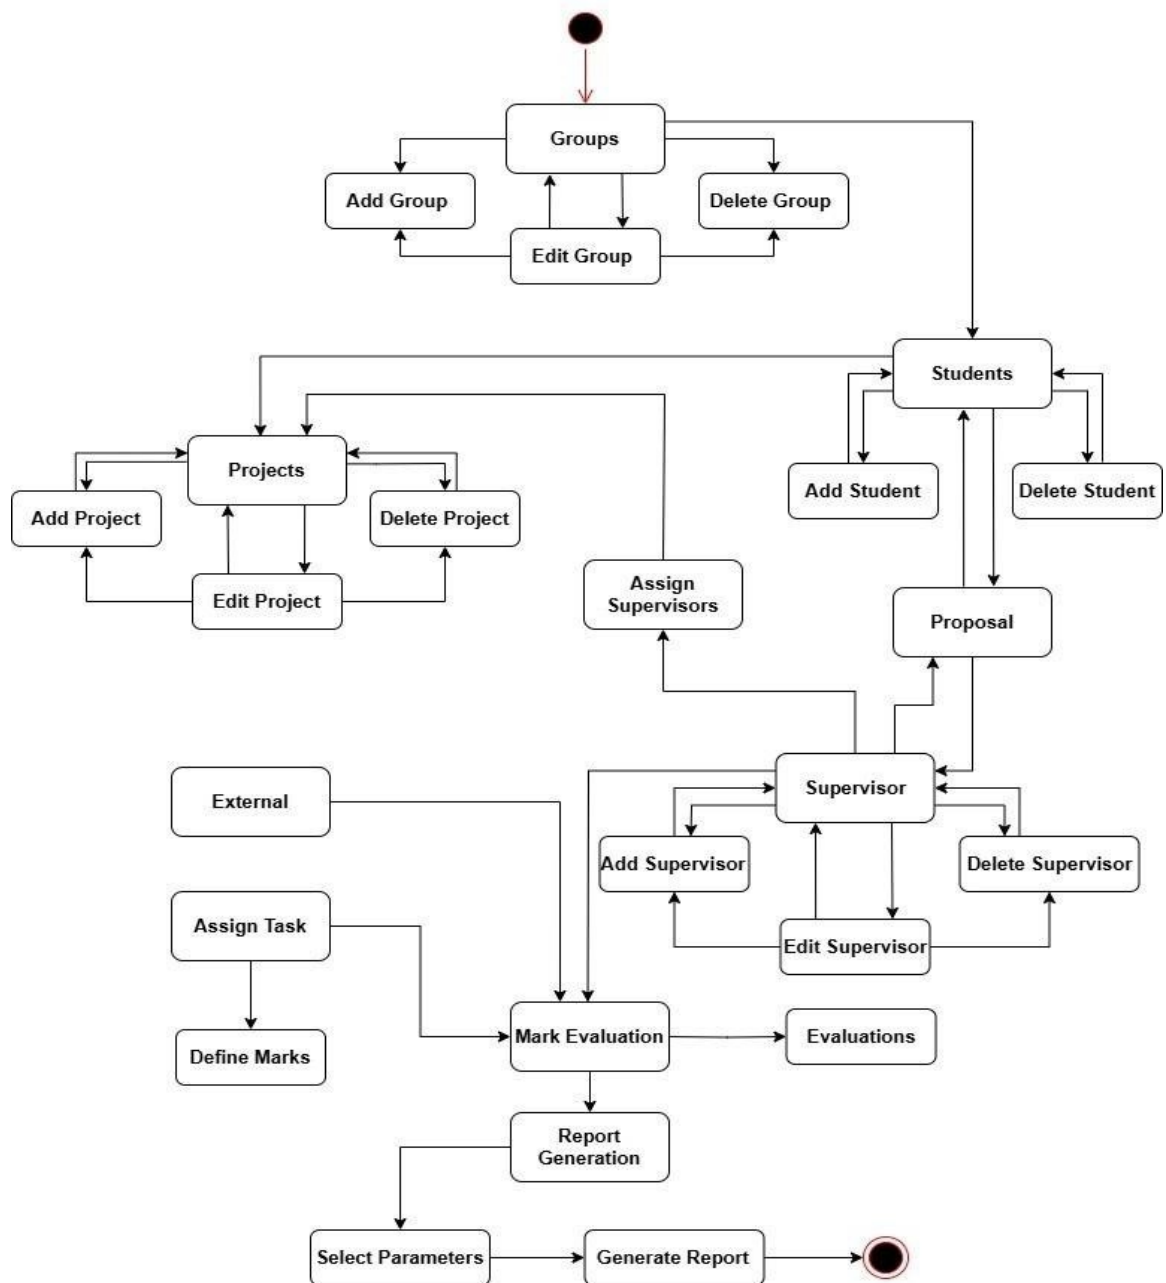 Groups
Add Group
Delete Group
Edit Group
Students
Projects
Add Student
Delete Student
Add Project
Delete Project
Assign
Supervisors
Edit Project
Proposal
External
Supervisor
Add Supervisor
Delete Supervisor
Assign Task
Edit Supervisor
Mark Evaluation
Evaluations
Define Marks
Report
Generation
Select Parameters
Generate Report